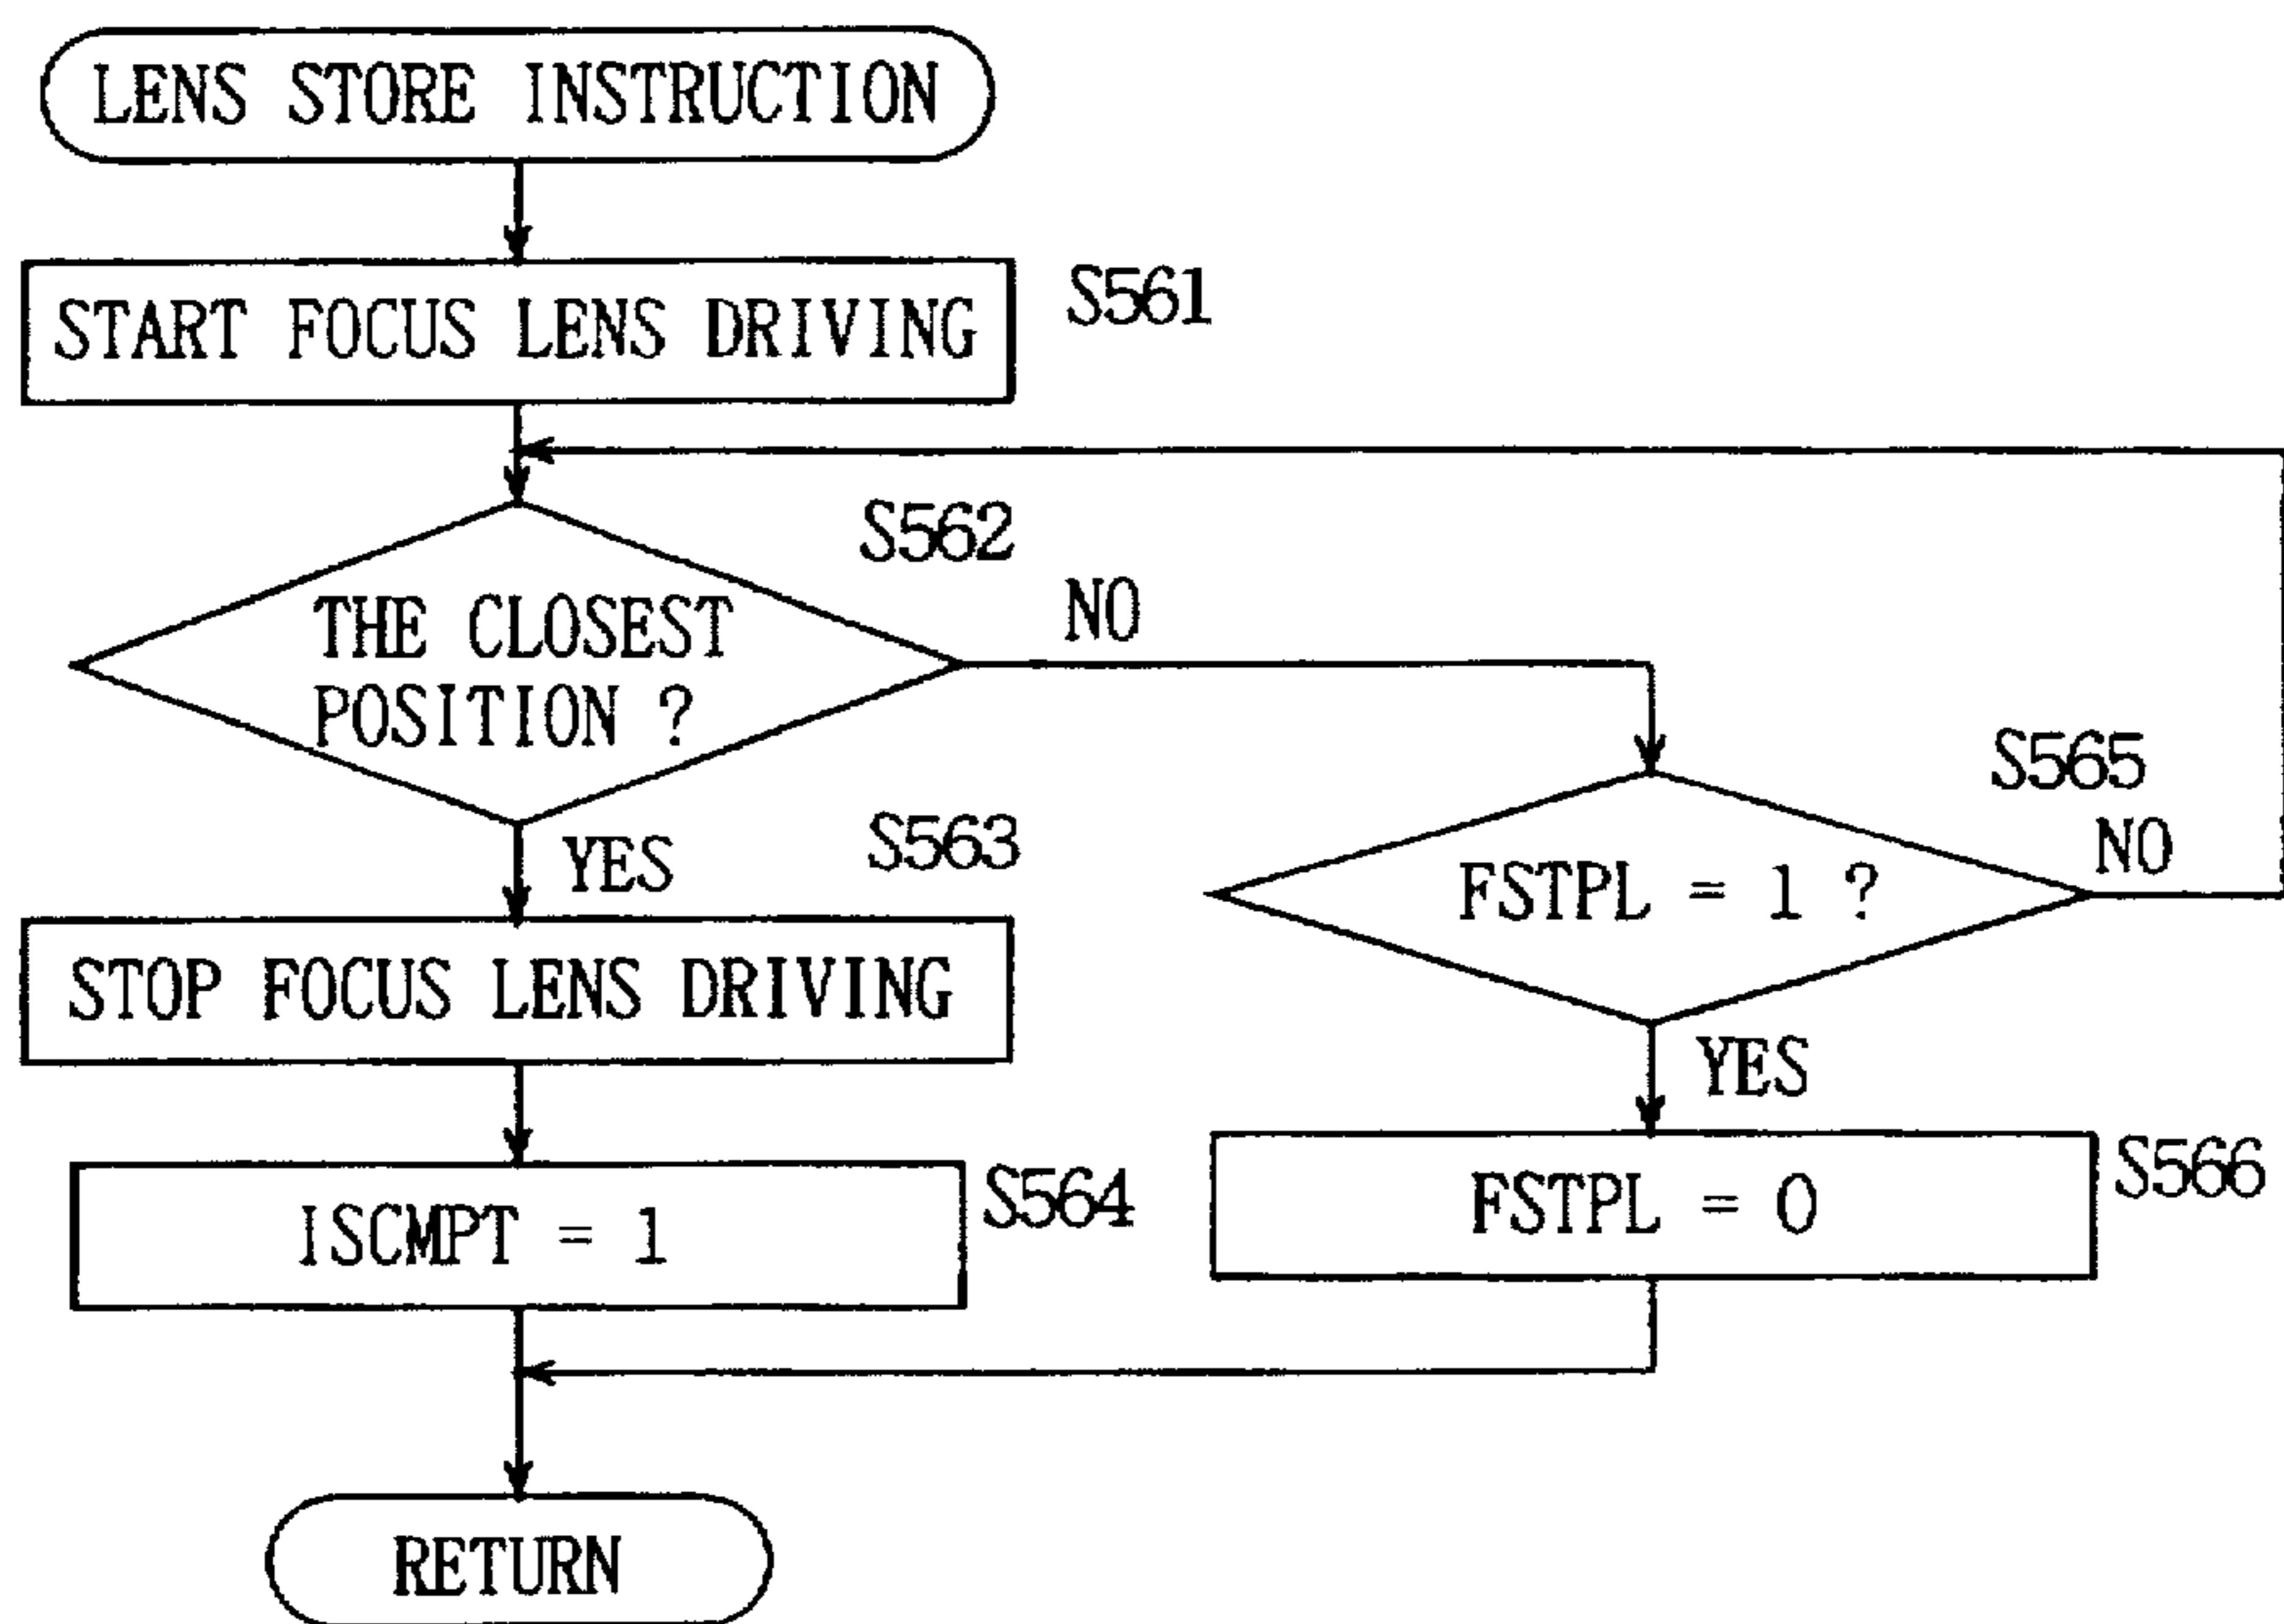 LENS STORE INSTRUCTION
START FOCUS LENS DRIVING
S561
S562
THE CLOSEST
POSITION ?
NO
YES
S563
STOP FOCUS LENS DRIVING
ISCMPT = 1
S564
S565
FSTPL = 1 ?
NO
YES
FSTPL = 0
S566
RETURN